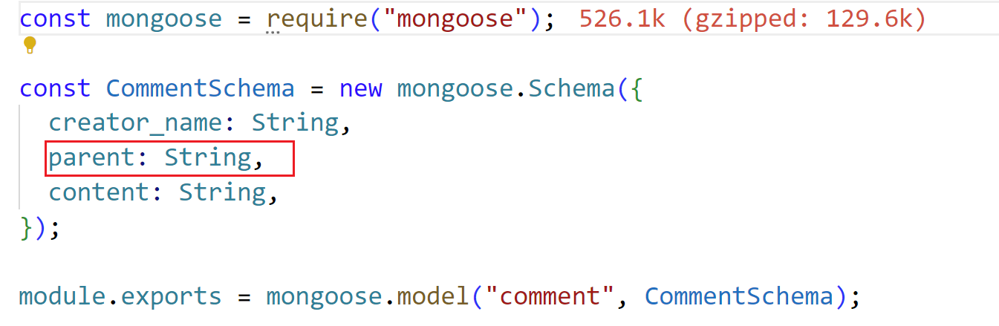 const mongoose = require("mongoose"); 526.1k (gzipped: 129.6k)
const CommentSchema = new mongoose.Schema({
creator_name: String,
parent: String,
content: String,
});
module.exports = mongoose.model("comment", CommentSchema);